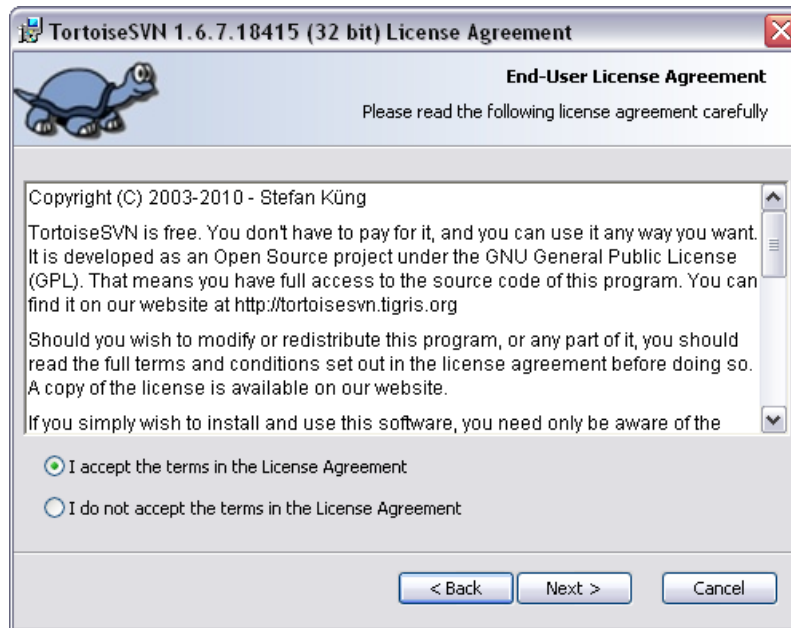 TortoiseSVN 1.6.7.18415 (32 bit) License Agreement
End-User License Agreement
Please read the following license agreement carefully
Copyright (C) 2003-2010 - Stefan Küng
TortoiseSVN is free. You don't have to pay for it, and you can use it any way you want.
It is developed as an Open Source project under the GNU General Public License
(GPL). That means you have full access to the source code of this program. You can
find it on our website at http://tortoisesvn.tigris.org
Should you wish to modify or redistribute this program, or any part of it, you should
read the full terms and conditions set out in the license agreement before doing so.
A copy of the license is available on our website.
If you simply wish to install and use this software, you need only be aware of the
I accept the terms in the License Agreement
I do not accept the terms in the License Agreement
< Back Next > Cancel